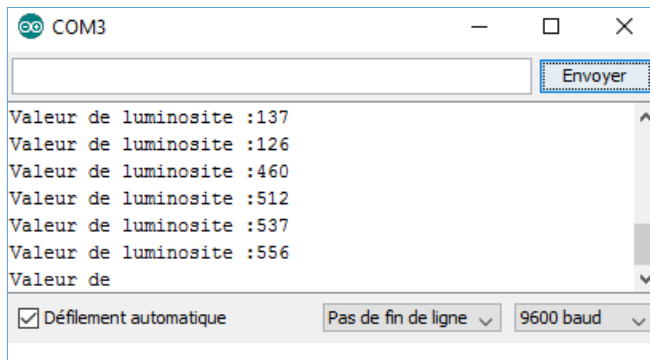 COM3
Envoyer
Valeur de luminosite :137
Valeur de luminosite :126
Valeur de luminosite :460
Valeur de luminosite :512
Valeur de luminosite :537
Valeur de luminosite :556
Valeur de
Défilement automatique Pas de fin de ligne 9600 baud